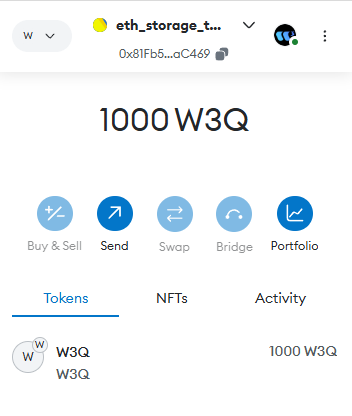 W
eth_storage_t...
0x81Fb5...aC469
1000 W3Q
Buy & Sell
Send
Swap
Bridge
Portfolio
Tokens
NFTs
Activity
W
W
W3Q
1000 W3Q
W3Q